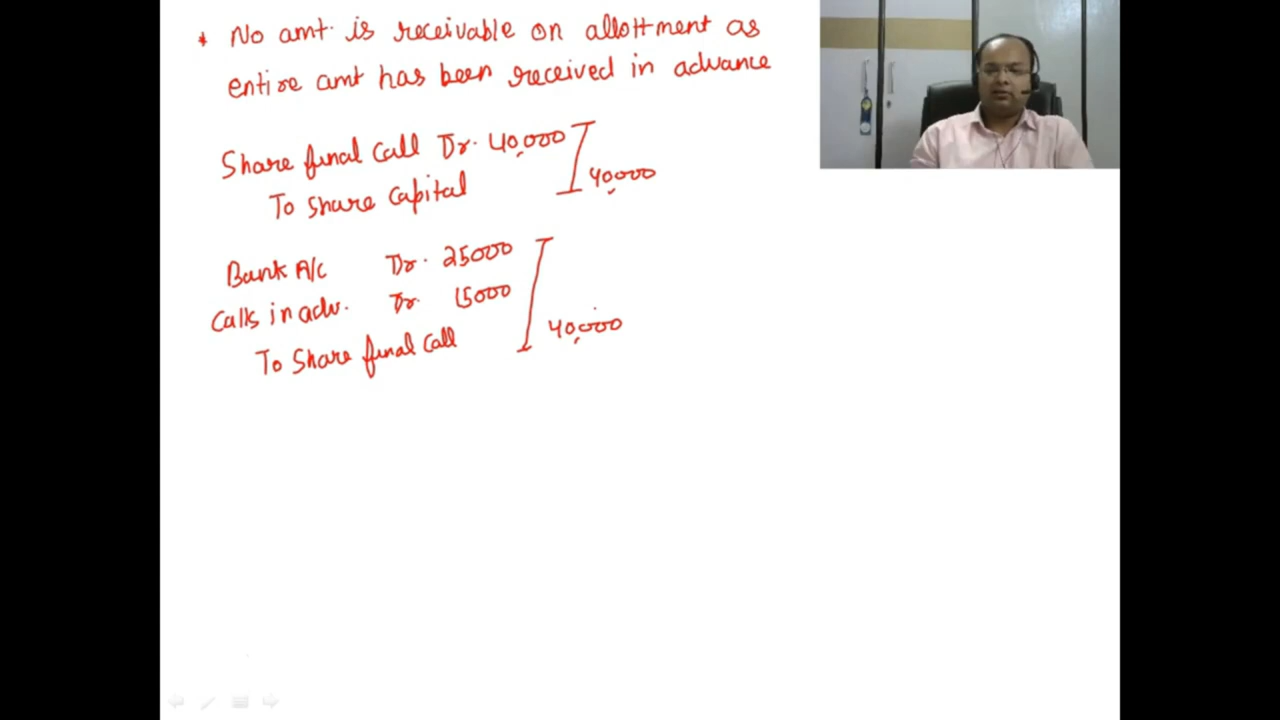 * No amt. is receivable on allotment as
entire amt has been received in advance
Share final call Dr. 40,000
To Share Capital 40,000
Bank A/c Dr. 25000
Calls in adv. Dr 15000
To Share final call 40,000